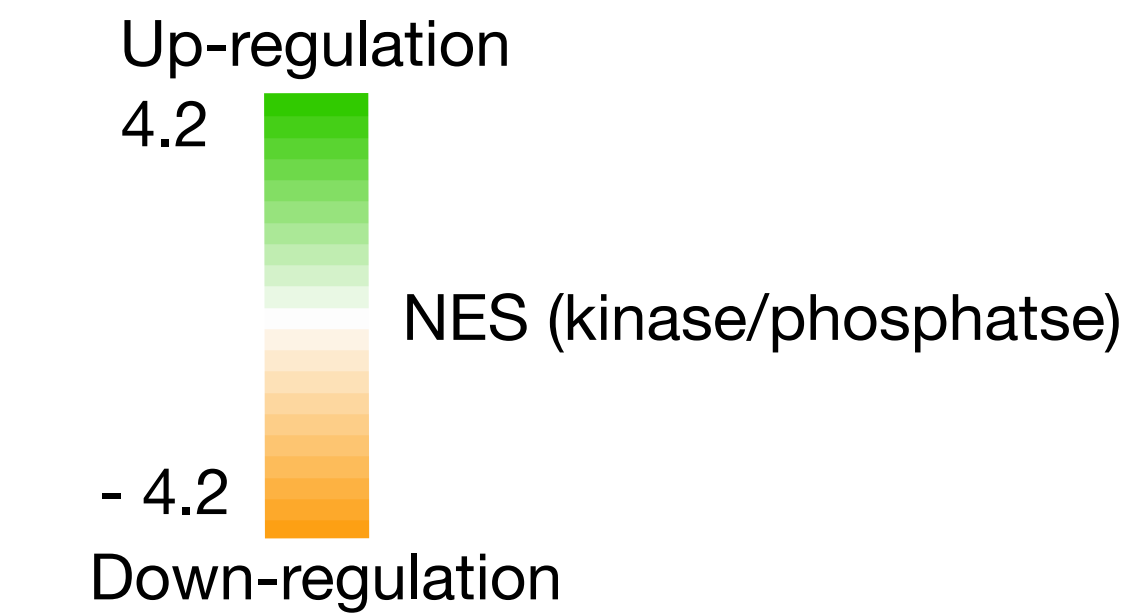 Up-regulation
4.2
NES (kinase/phosphatse)
- 4.2
Down-regulation